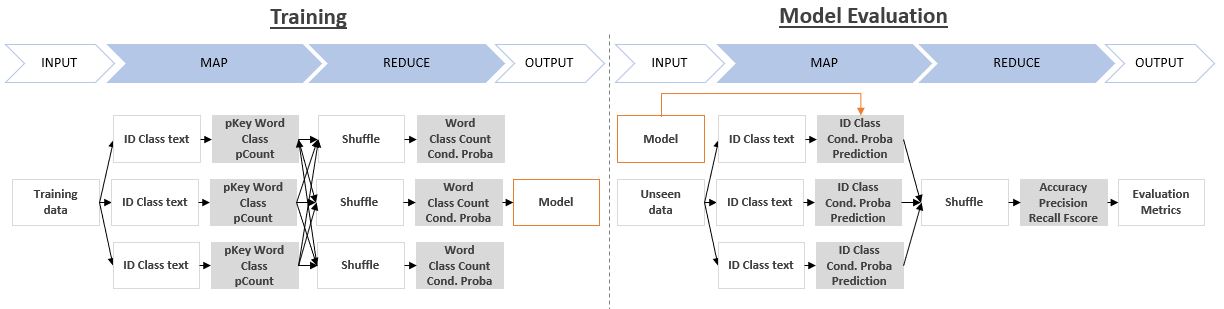 Training
INPUT
MAP
REDUCE
OUTPUT
Training
data
ID Class text
pKey Word
Class
pCount
Shuffle
Word
Class Count
Cond. Proba
ID Class text
pKey Word
Class
pCount
Shuffle
Word
Class Count
Cond. Proba
Model
ID Class text
pKey Word
Class
pCount
Shuffle
Word
Class Count
Cond. Proba
Model Evaluation
INPUT
MAP
REDUCE
OUTPUT
Model
ID Class text
ID Class
Cond. Proba
Prediction
Unseen
data
ID Class text
ID Class
Cond. Proba
Prediction
Shuffle
Accuracy
Precision
Recall Fscore
Evaluation
Metrics
ID Class text
ID Class
Cond. Proba
Prediction